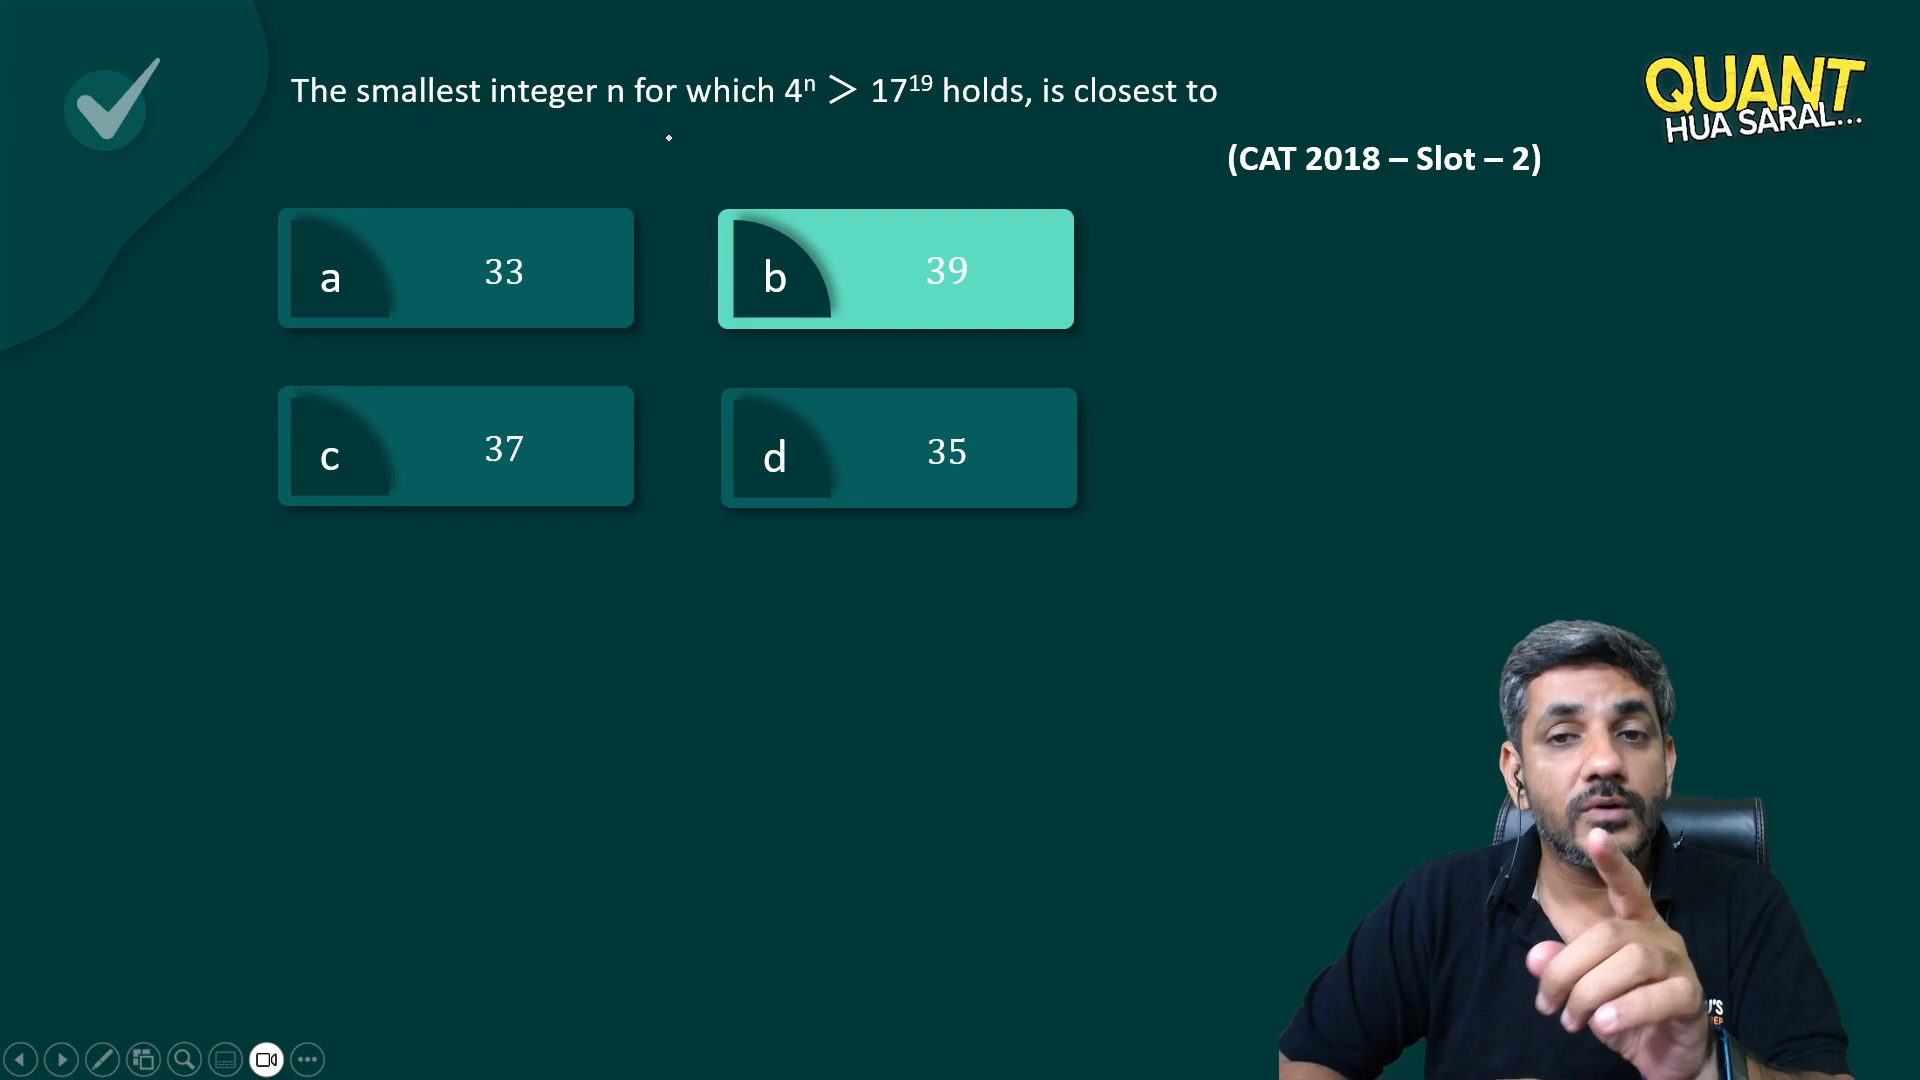 The smallest integer n for which 4ⁿ > 17¹⁹ holds, is closest to
QUANT
HUA SARAL...
(CAT 2018 – Slot – 2)
a 33
b 39
c 37
d 35